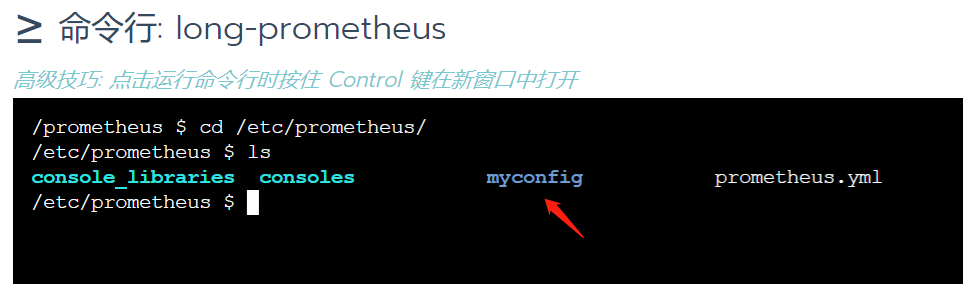 ≥ 命令行: long-prometheus
高级技巧: 点击运行命令行时按住 Control 键在新窗口中打开
/prometheus $ cd /etc/prometheus/
/etc/prometheus $ ls
console_libraries  consoles           myconfig           prometheus.yml
/etc/prometheus $